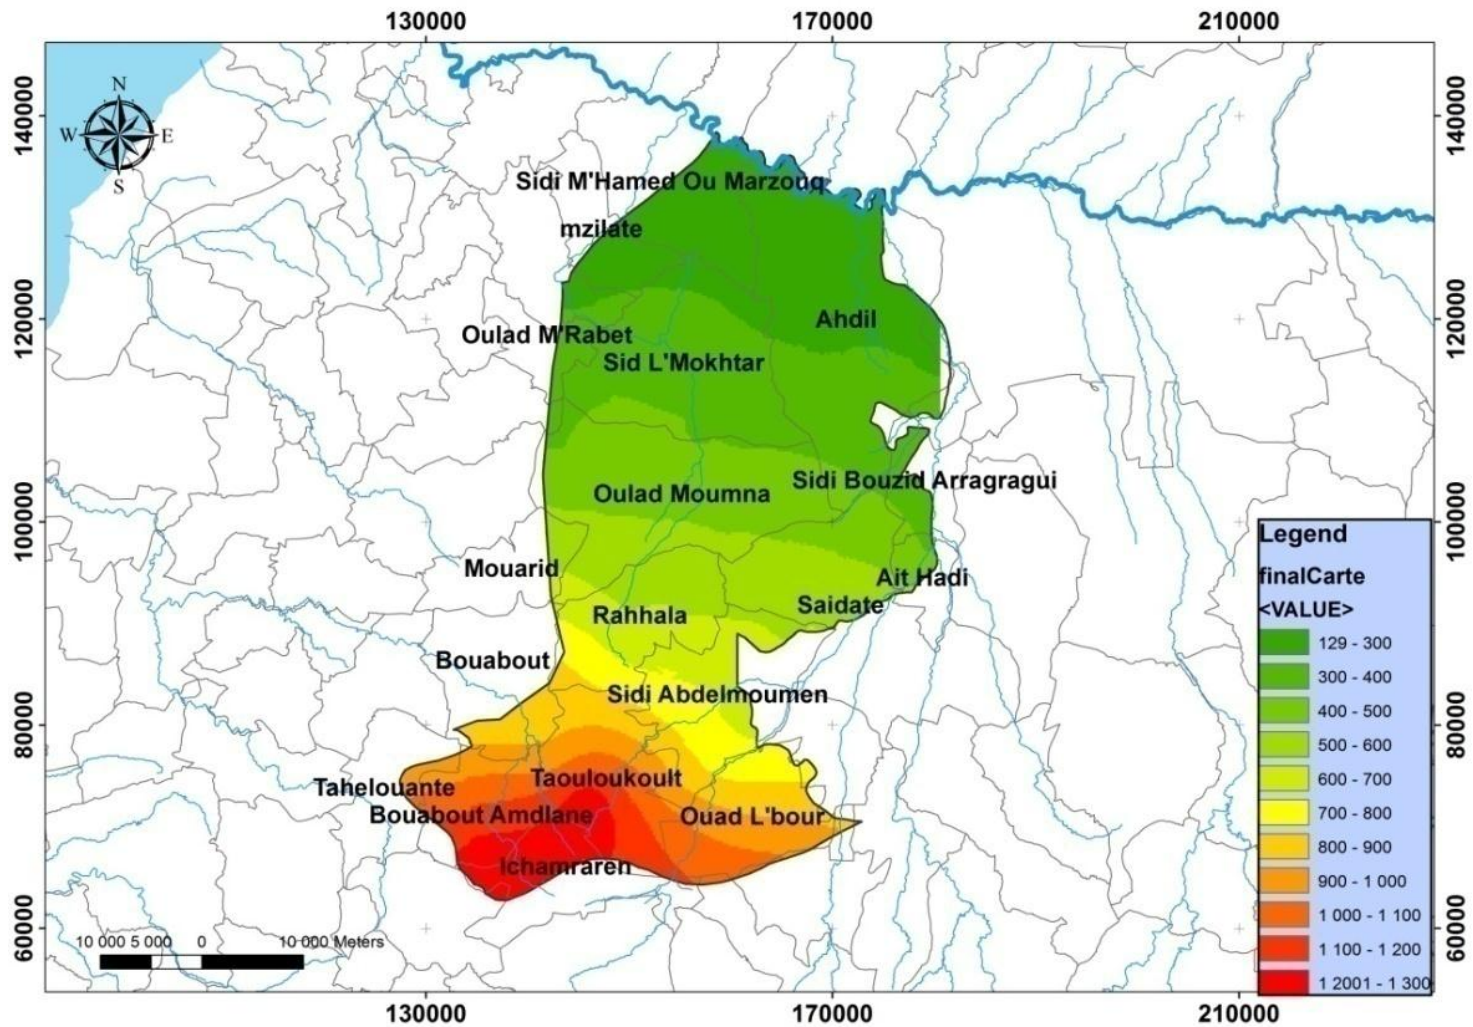 130000 170000 210000
140000
140000
N
W E
S
Sidi M'Hamed Ou Marzouq
mzilate
120000
120000
Ahdil
Oulad M'Rabet
Sid L'Mokhtar
Sidi Bouzid Arragragui
Oulad Moumna
100000
100000
Mouarid
Ait Hadi
Saidate
Rahhala
Bouabout
Sidi Abdelmoumen
80000
80000
Taouloukoult
Tahelouante
Bouabout Amdlane
Ouad L'bour
Ichamraren
60000
60000
10 000 5 000 0 10 000 Meters
Legend
finalCarte
<VALUE>
129 - 300
300 - 400
400 - 500
500 - 600
600 - 700
700 - 800
800 - 900
900 - 1 000
1 000 - 1 100
1 100 - 1 200
1 2001 - 1 300
130000 170000 210000